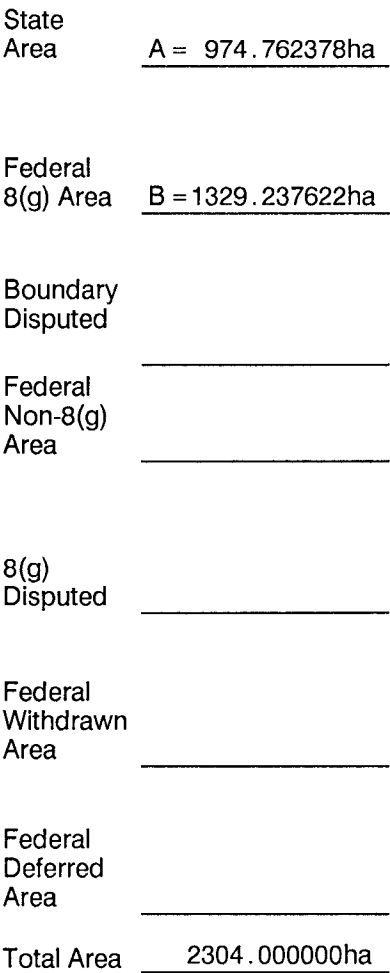 State
Area A = 974.762378ha
Federal
8(g) Area B =1329.237622ha
Boundary
Disputed
Federal
Non-8(g)
Area
8(g)
Disputed
Federal
Withdrawn
Area
Federal
Deferred
Area
Total Area 2304.000000ha